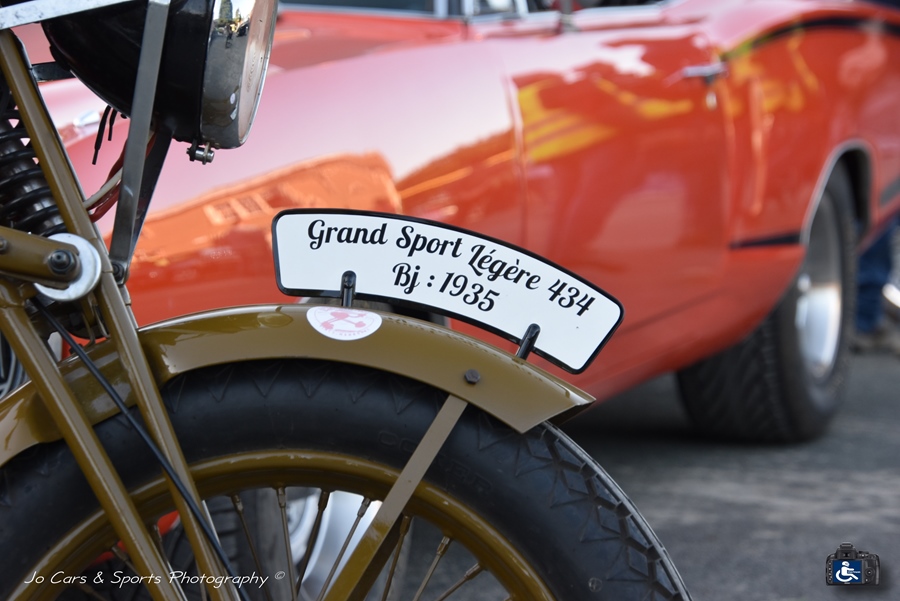 Grand Sport Légère 434
Bj : 1935
Jo Cars & Sports Photography ©